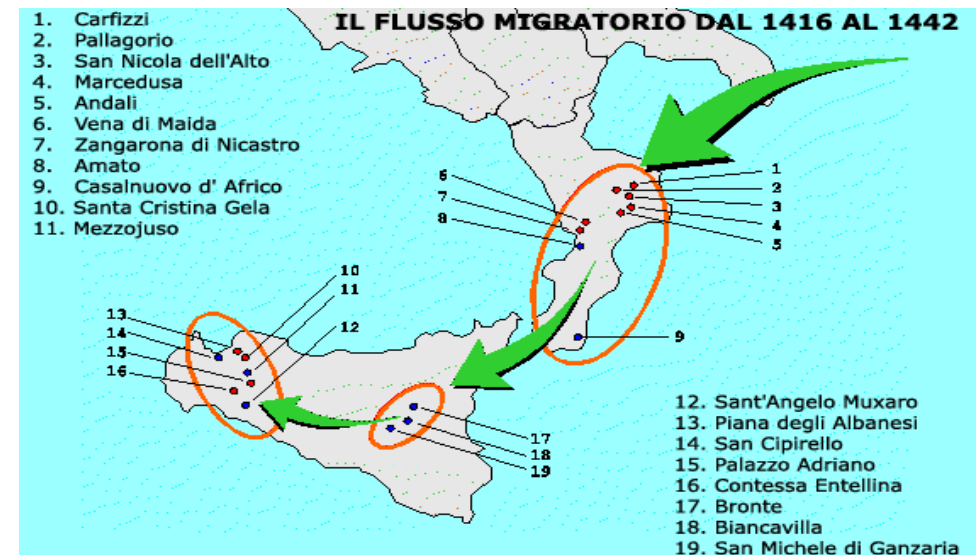 IL FLUSSO MIGRATORIO DAL 1416 AL 1442
1. Carfizzi
2. Pallagorio
3. San Nicola dell'Alto
4. Marcedusa
5. Andali
6. Vena di Maida
7. Zangarona di Nicastro
8. Amato
9. Casalnuovo d' Africo
10. Santa Cristina Gela
11. Mezzojuso
1
2
3
4
5
6
7
8
9
10
11
12
13
14
15
16
17
18
19
12. Sant'Angelo Muxaro
13. Piana degli Albanesi
14. San Cipirello
15. Palazzo Adriano
16. Contessa Entellina
17. Bronte
18. Biancavilla
19. San Michele di Ganzaria